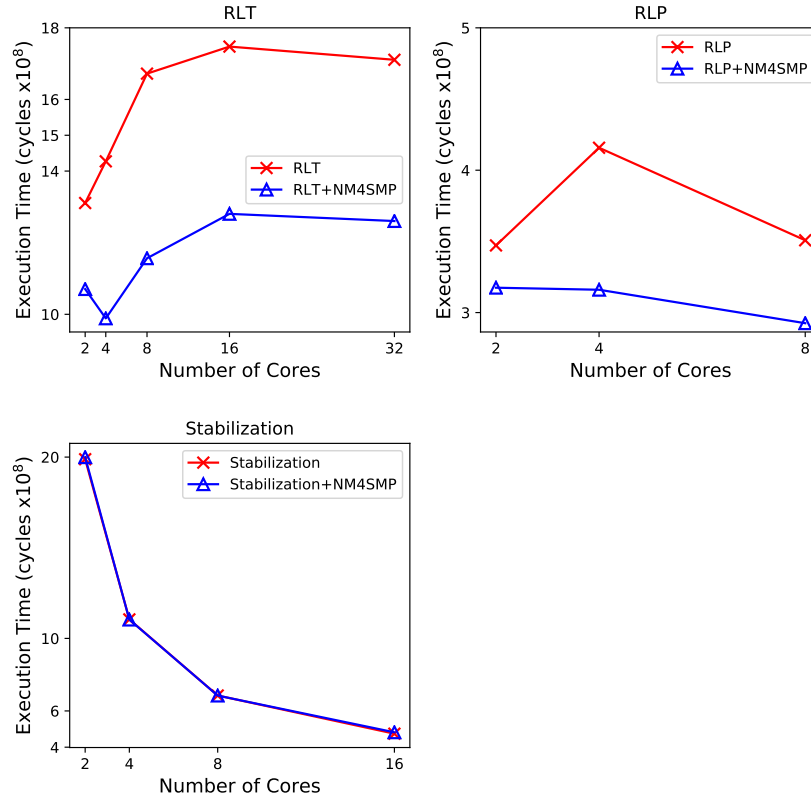 RLT
Execution Time (cycles x10⁸)
18
16
15
14
10
RLT
RLT+NM4SMP
2 4 8 16 32
Number of Cores
RLP
Execution Time (cycles x10⁸)
5
4
3
RLP
RLP+NM4SMP
2 4 8
Number of Cores
Stabilization
Execution Time (cycles x10⁸)
20
10
6
4
Stabilization
Stabilization+NM4SMP
2 4 8 16
Number of Cores